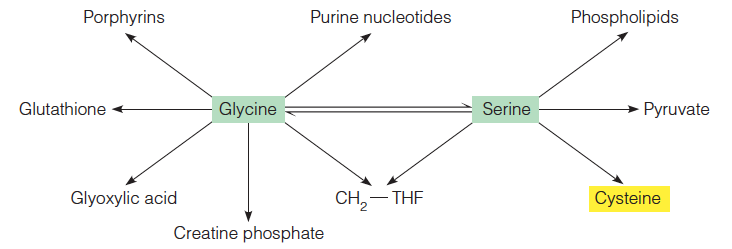 Porphyrins
Purine nucleotides
Phospholipids
Glutathione
Glycine
Serine
Pyruvate
Glyoxylic acid
CH₂— THF
Cysteine
Creatine phosphate